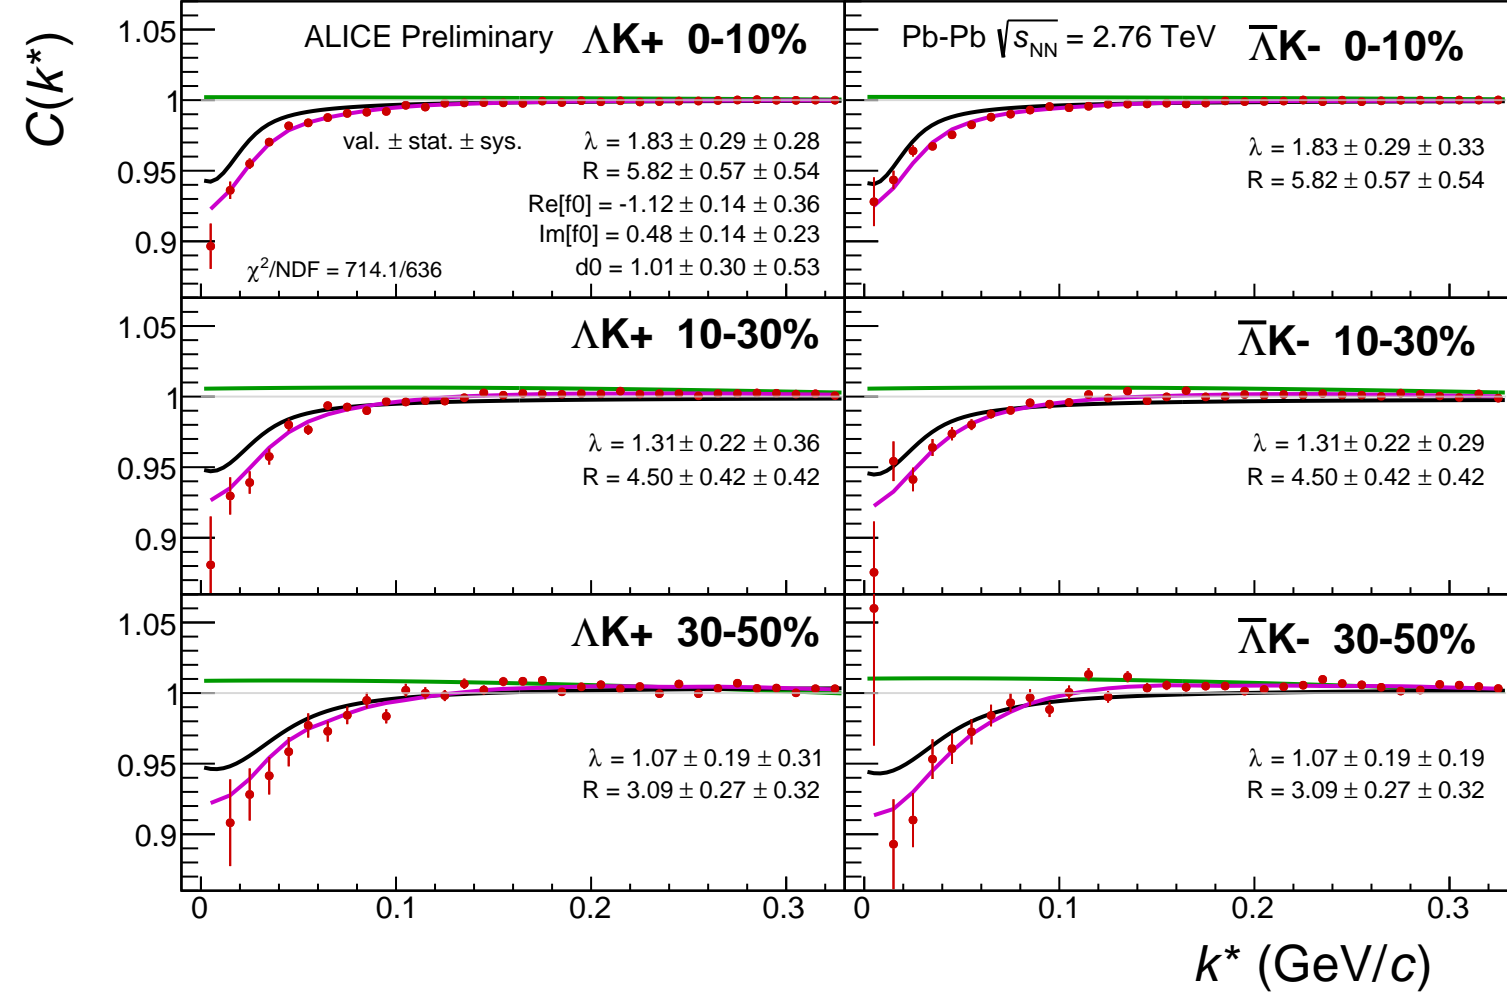 C(k*)
ALICE Preliminary ΛK+ 0-10%
1.05
1
0.95
0.9
val. ± stat. ± sys.
λ = 1.83 ± 0.29 ± 0.28
R = 5.82 ± 0.57 ± 0.54
Re[f0] = -1.12 ± 0.14 ± 0.36
Im[f0] = 0.48 ± 0.14 ± 0.23
d0 = 1.01 ± 0.30 ± 0.53
χ²/NDF = 714.1/636
Pb-Pb √s_NN = 2.76 TeV Λ̅K- 0-10%
λ = 1.83 ± 0.29 ± 0.33
R = 5.82 ± 0.57 ± 0.54
ΛK+ 10-30%
1.05
1
0.95
0.9
λ = 1.31 ± 0.22 ± 0.36
R = 4.50 ± 0.42 ± 0.42
Λ̅K- 10-30%
λ = 1.31 ± 0.22 ± 0.29
R = 4.50 ± 0.42 ± 0.42
ΛK+ 30-50%
1.05
1
0.95
0.9
λ = 1.07 ± 0.19 ± 0.31
R = 3.09 ± 0.27 ± 0.32
Λ̅K- 30-50%
λ = 1.07 ± 0.19 ± 0.19
R = 3.09 ± 0.27 ± 0.32
0 0.1 0.2 0.3 0 0.1 0.2 0.3
k* (GeV/c)